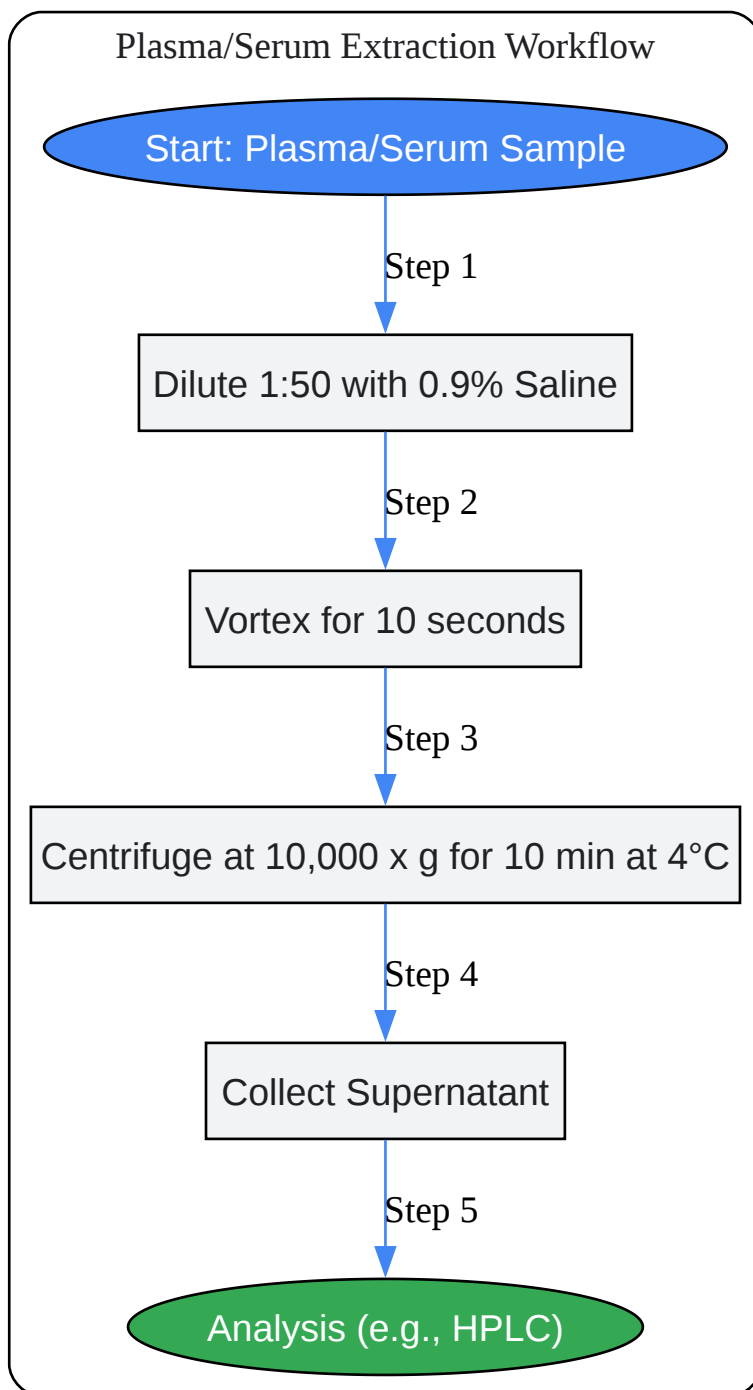 Plasma/Serum Extraction Workflow
Start: Plasma/Serum Sample
Step 1
Dilute 1:50 with 0.9% Saline
Step 2
Vortex for 10 seconds
Step 3
Centrifuge at 10,000 x g for 10 min at 4°C
Step 4
Collect Supernatant
Step 5
Analysis (e.g., HPLC)